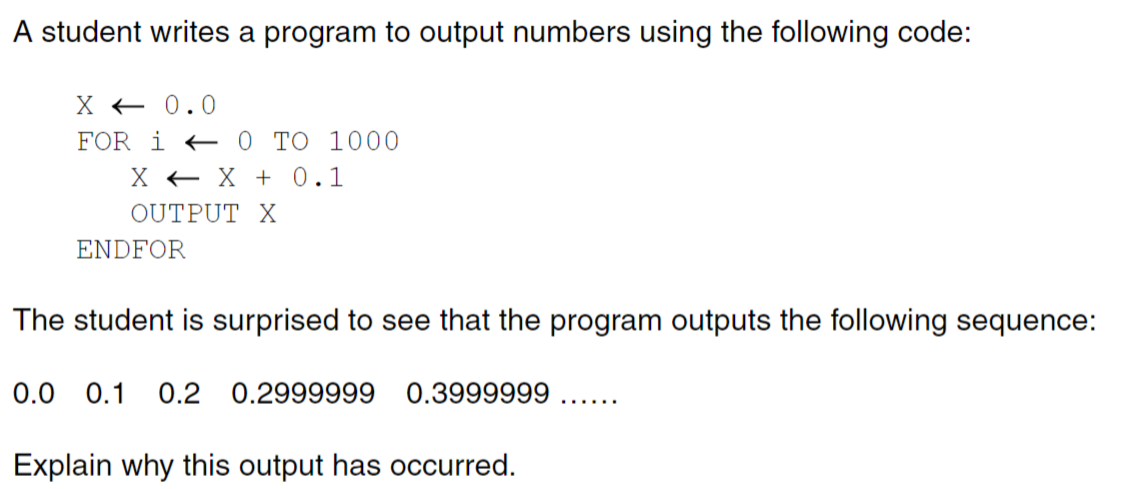 A student writes a program to output numbers using the following code:
X ← 0.0
FOR i ← 0 TO 1000
X ← X + 0.1
OUTPUT X
ENDFOR
The student is surprised to see that the program outputs the following sequence:
0.0 0.1 0.2 0.2999999 0.3999999 ......
Explain why this output has occurred.